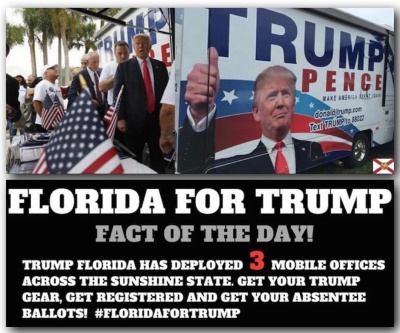 TRUMP
PENCE
MAKE AMERICA GREAT AGAIN!
donaldjtrump.com
Text TRUMP to 88022
FLORIDA FOR TRUMP
FACT OF THE DAY!
TRUMP FLORIDA HAS DEPLOYED 3 MOBILE OFFICES
ACROSS THE SUNSHINE STATE. GET YOUR TRUMP
GEAR, GET REGISTERED AND GET YOUR ABSENTEE
BALLOTS! #FLORIDAFORTRUMP